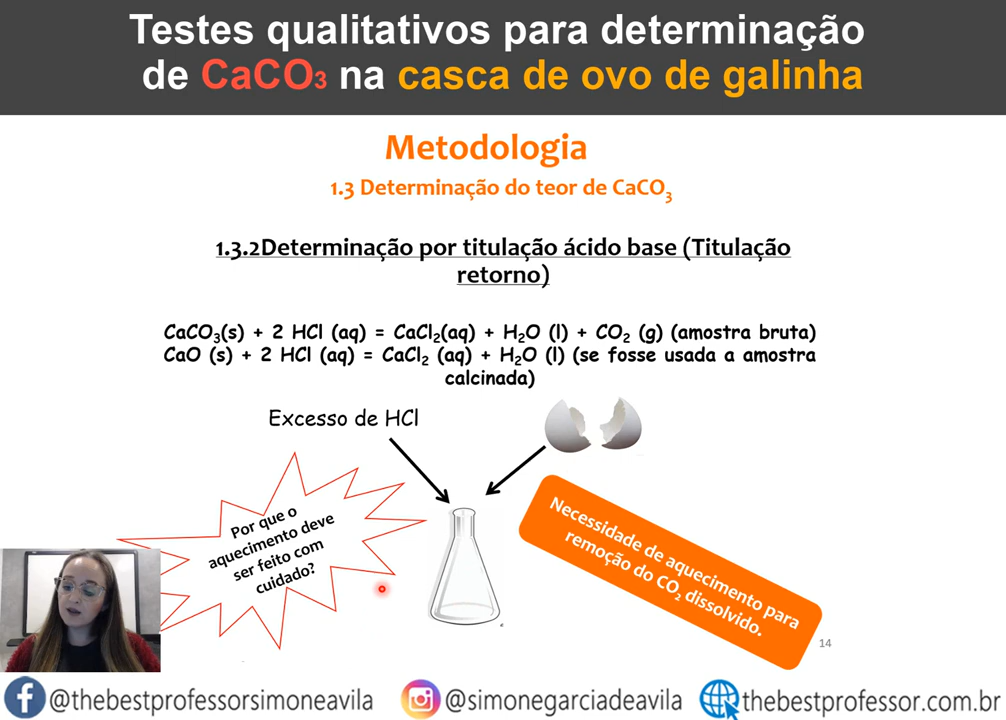 Testes qualitativos para determinação
de CaCO₃ na casca de ovo de galinha
Metodologia
1.3 Determinação do teor de CaCO₃
1.3.2Determinação por titulação ácido base (Titulação
retorno)
CaCO₃(s) + 2 HCl (aq) = CaCl₂(aq) + H₂O (l) + CO₂ (g) (amostra bruta)
CaO (s) + 2 HCl (aq) = CaCl₂ (aq) + H₂O (l) (se fosse usada a amostra
calcinada)
Excesso de HCl
Por que o
aquecimento deve
ser feito com
cuidado?
Necessidade de aquecimento para
remoção do CO₂ dissolvido.
14
@thebestprofessorsimoneavila @simonegarciadeavila thebestprofessor.com.br